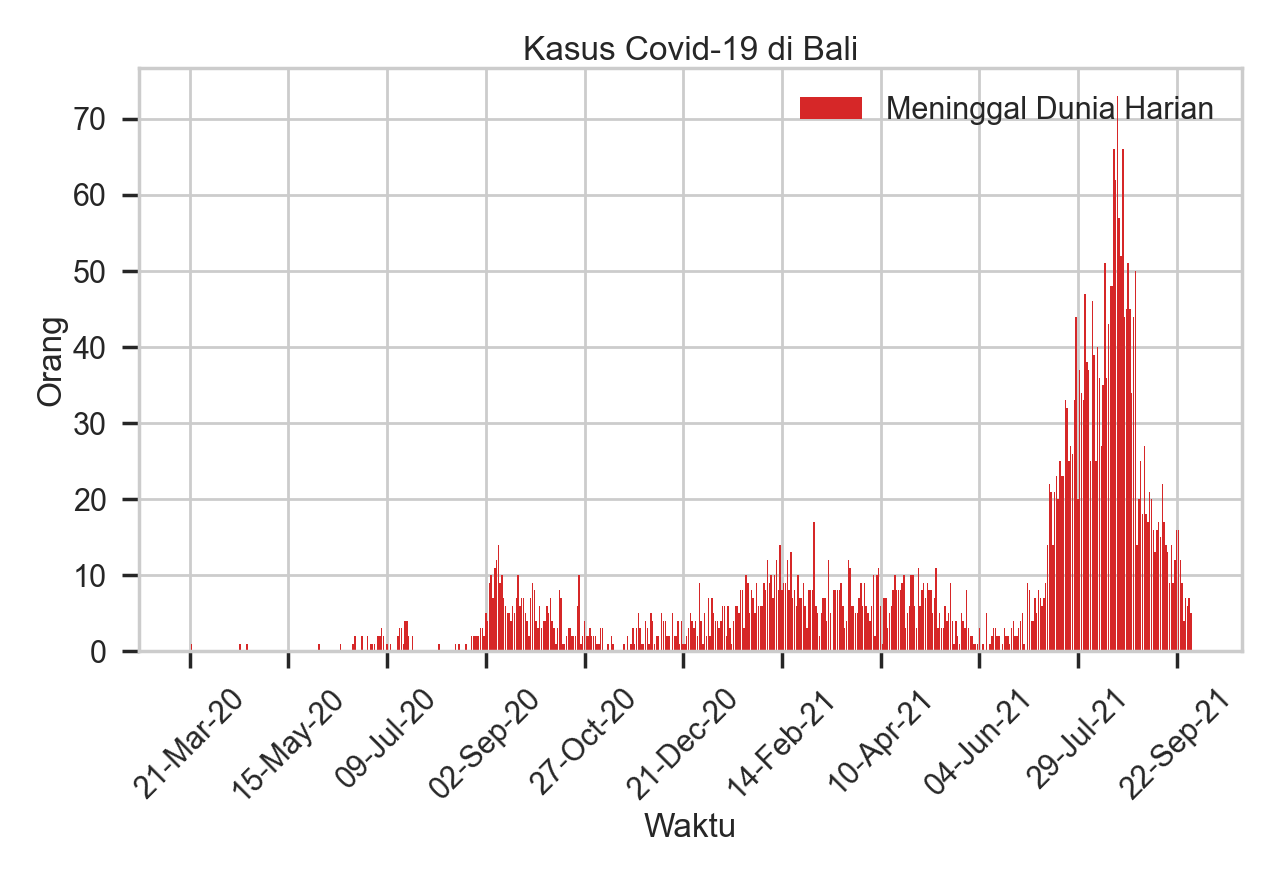 Kasus Covid-19 di Bali
Meninggal Dunia Harian
70
60
50
40
30
20
10
0
Orang
21-Mar-20
15-May-20
09-Jul-20
02-Sep-20
27-Oct-20
21-Dec-20
14-Feb-21
10-Apr-21
04-Jun-21
29-Jul-21
22-Sep-21
Waktu